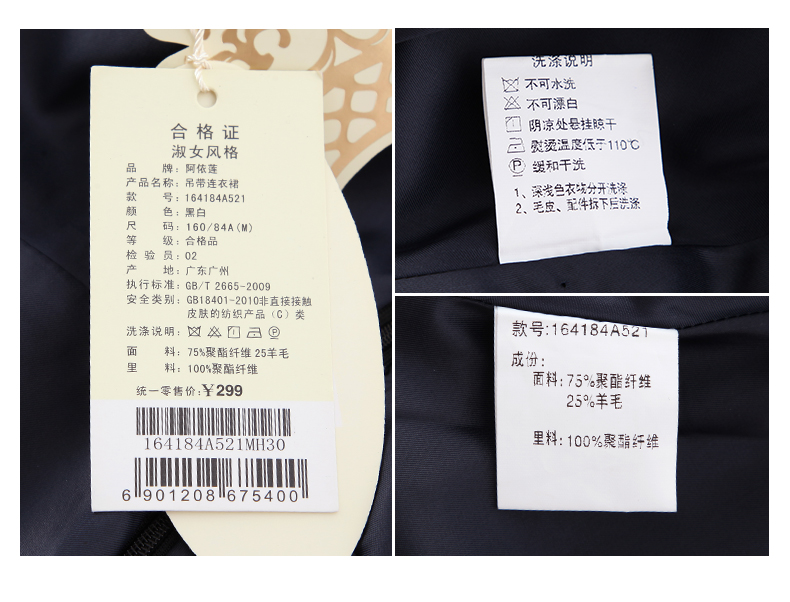 合格证
淑女风格
品 牌：阿依莲
产品名称：吊带连衣裙
款 号：164184A521
颜 色：黑白
尺 码：160/84A(M)
等 级：合格品
检 验 员：02
产 地：广东广州
执行标准：GB/T 2665-2009
安全类别：GB18401-2010非直接接触
皮肤的纺织产品（C）类
洗涤说明：
面 料：75%聚酯纤维 25羊毛
里 料：100%聚酯纤维
统一零售价：￥299
164184A521MH30
6 901208 675400
洗涤说明
不可水洗
不可漂白
阴凉处悬挂晾干
熨烫温度低于110℃
P 缓和干洗
1、深浅色衣物分开洗涤
2、毛皮、配件拆下后洗涤
款号:164184A521
成份:
面料:75%聚酯纤维
25%羊毛
里料:100%聚酯纤维